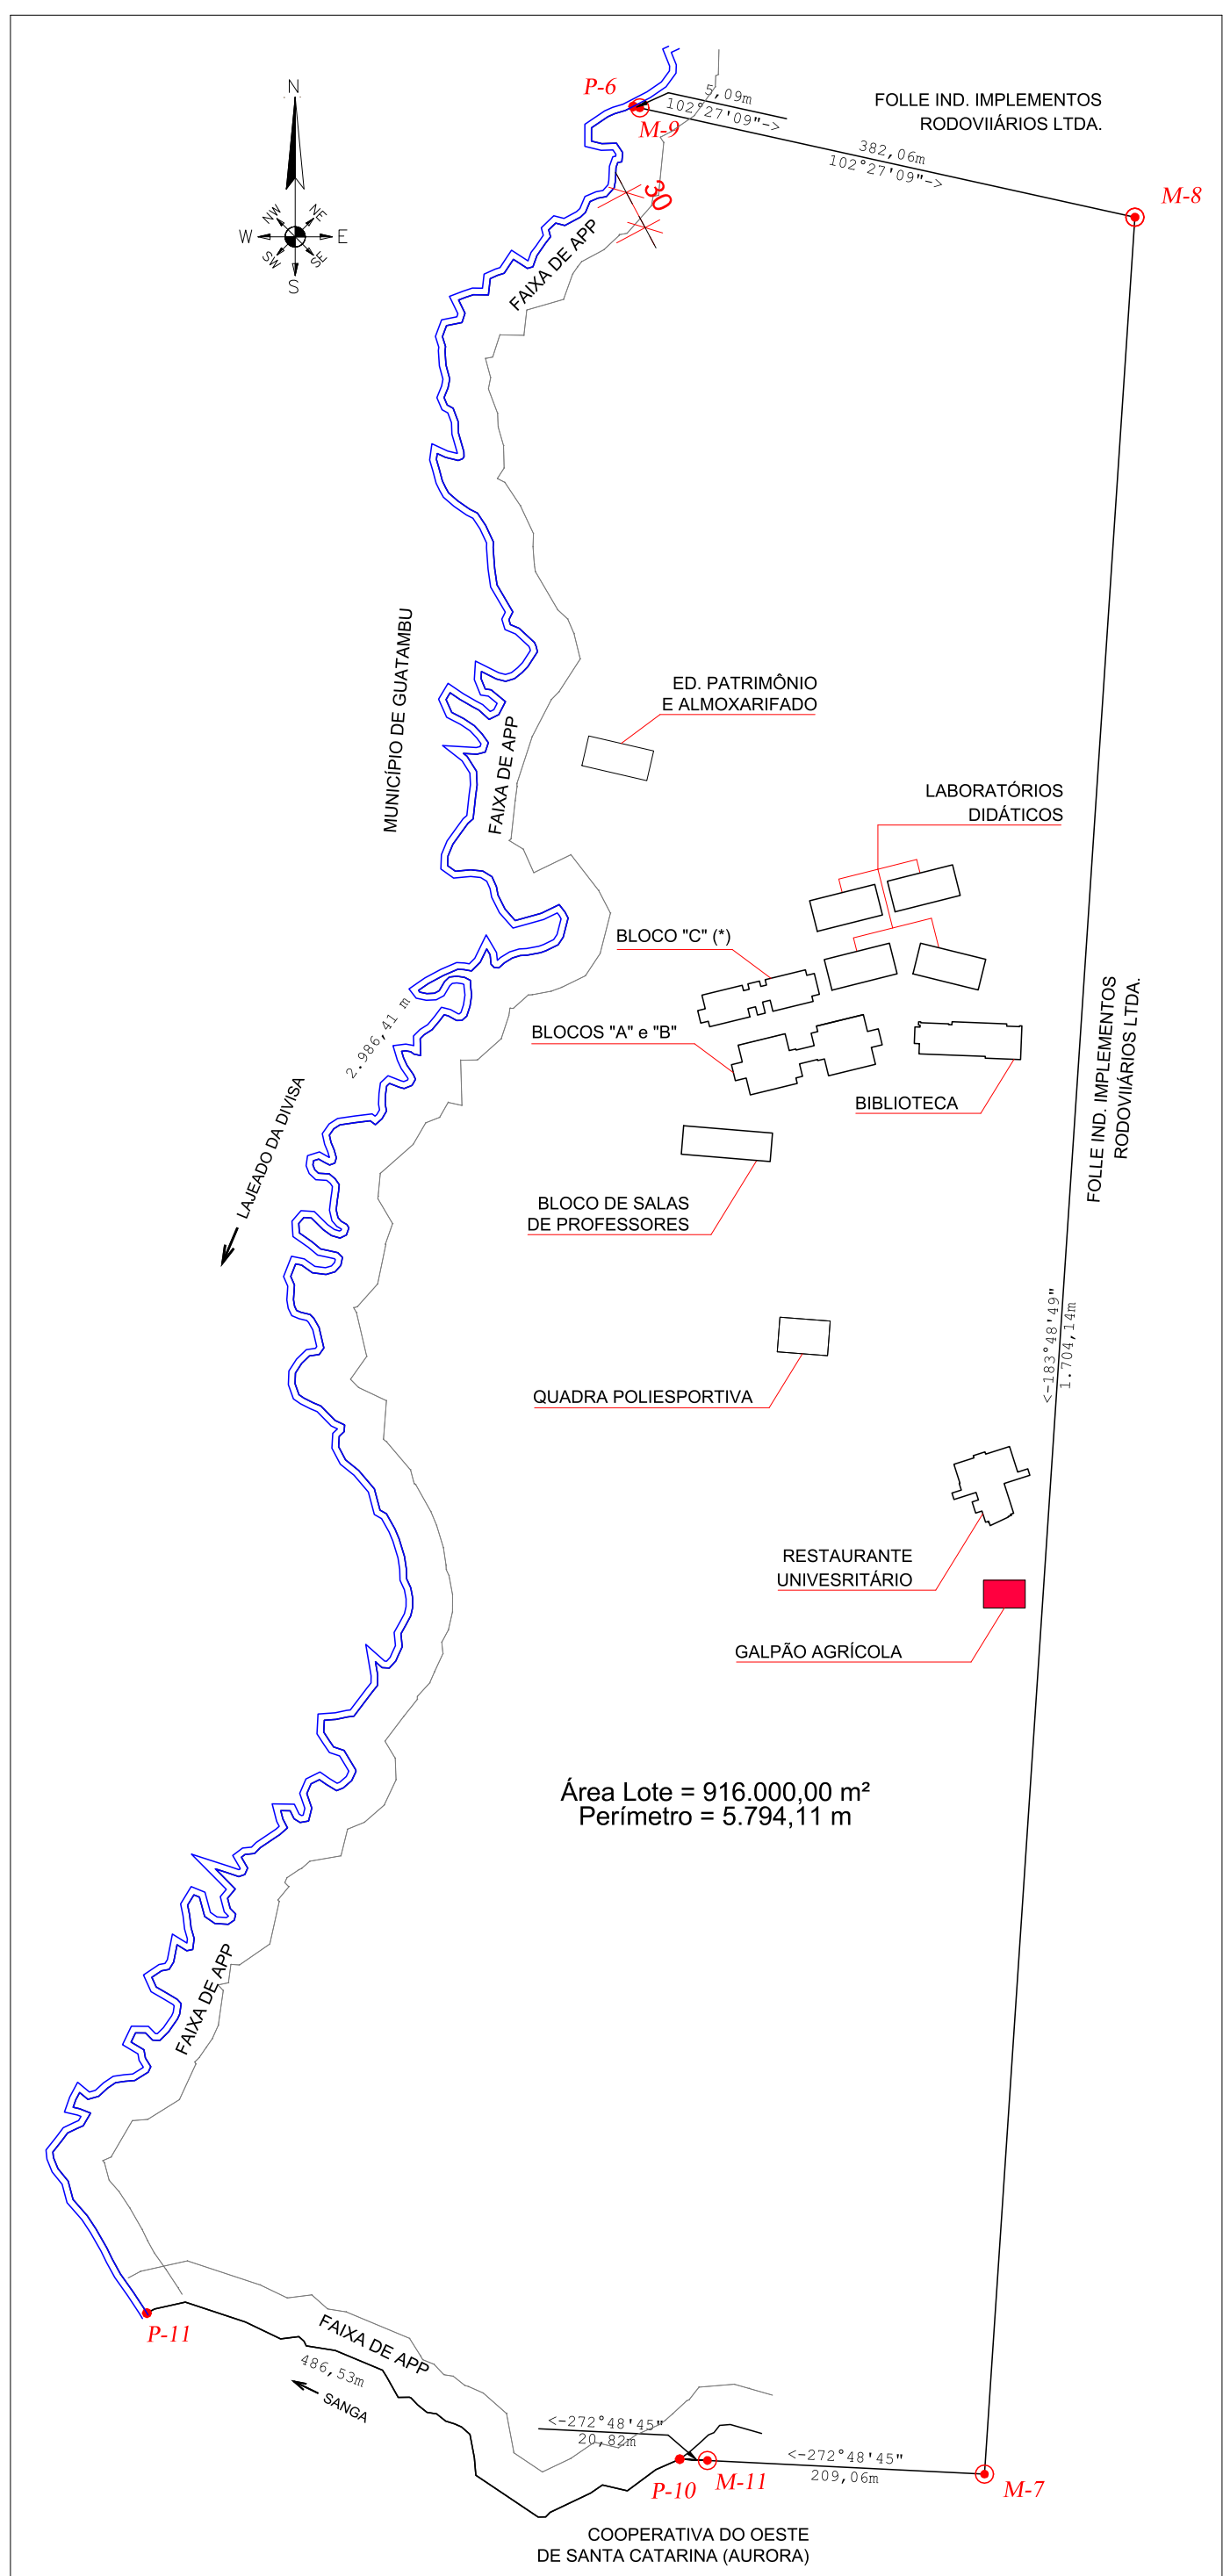 P-6
5,09m
102°27'09"->
M-9
FOLLE IND. IMPLEMENTOS
RODOVIIÁRIOS LTDA.
382,06m
102°27'09"->
M-8
N
NW
NE
W
E
SW
SE
S
30
FAIXA DE APP
MUNICÍPIO DE GUATAMBU
FAIXA DE APP
ED. PATRIMÔNIO
E ALMOXARIFADO
LABORATÓRIOS
DIDÁTICOS
BLOCO "C" (*)
BLOCOS "A" e "B"
BIBLIOTECA
2.986,41 m
LAJEADO DA DIVISA
FOLLE IND. IMPLEMENTOS
RODOVIIÁRIOS LTDA.
BLOCO DE SALAS
DE PROFESSORES
<-183°48'49"
1.704,14m
QUADRA POLIESPORTIVA
RESTAURANTE
UNIVESRITÁRIO
GALPÃO AGRÍCOLA
Área Lote = 916.000,00 m²
Perímetro = 5.794,11 m
FAIXA DE APP
P-11
FAIXA DE APP
486,53m
SANGA
<-272°48'45"
20,82m
<-272°48'45"
209,06m
P-10
M-11
M-7
COOPERATIVA DO OESTE
DE SANTA CATARINA (AURORA)